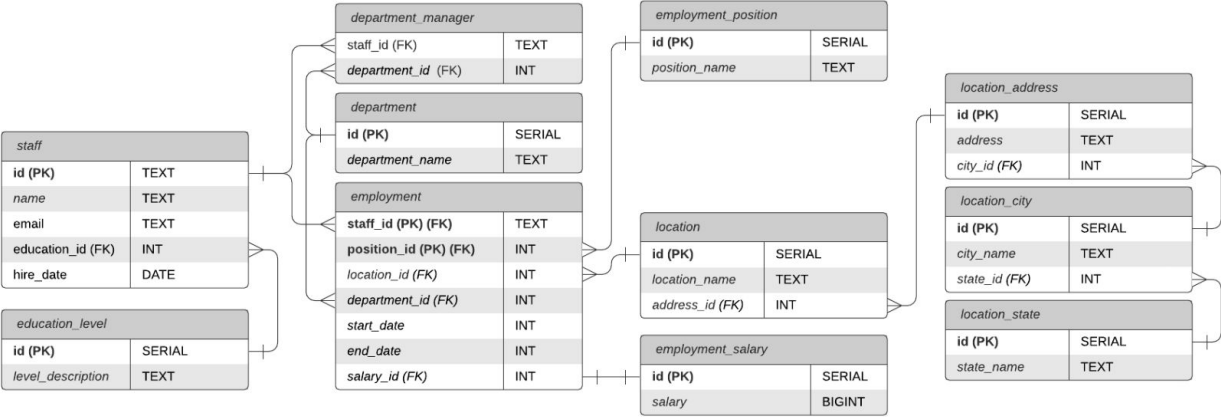 department_manager
staff_id (FK) TEXT
department_id (FK) INT
department
id (PK) SERIAL
department_name TEXT
staff
id (PK) TEXT
name TEXT
email TEXT
education_id (FK) INT
hire_date DATE
education_level
id (PK) SERIAL
level_description TEXT
employment
staff_id (PK) (FK) TEXT
position_id (PK) (FK) INT
location_id (FK) INT
department_id (FK) INT
start_date INT
end_date INT
salary_id (FK) INT
employment_position
id (PK) SERIAL
position_name TEXT
location
id (PK) SERIAL
location_name TEXT
address_id (FK) INT
employment_salary
id (PK) SERIAL
salary BIGINT
location_address
id (PK) SERIAL
address TEXT
city_id (FK) INT
location_city
id (PK) SERIAL
city_name TEXT
state_id (FK) INT
location_state
id (PK) SERIAL
state_name TEXT